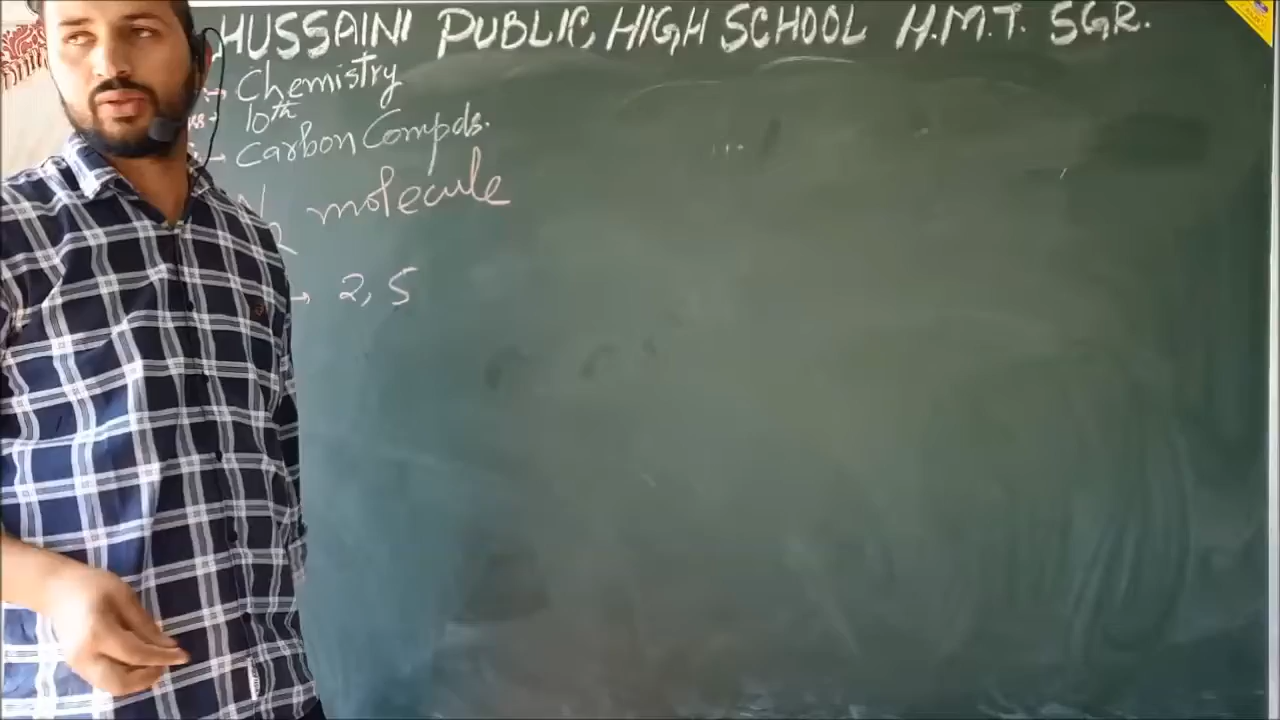 HUSSAINI PUBLIC HIGH SCHOOL H.M.T. SGR.
:→ Chemistry
10th
→ Carbon Compds.
molecule
→ 2, 5